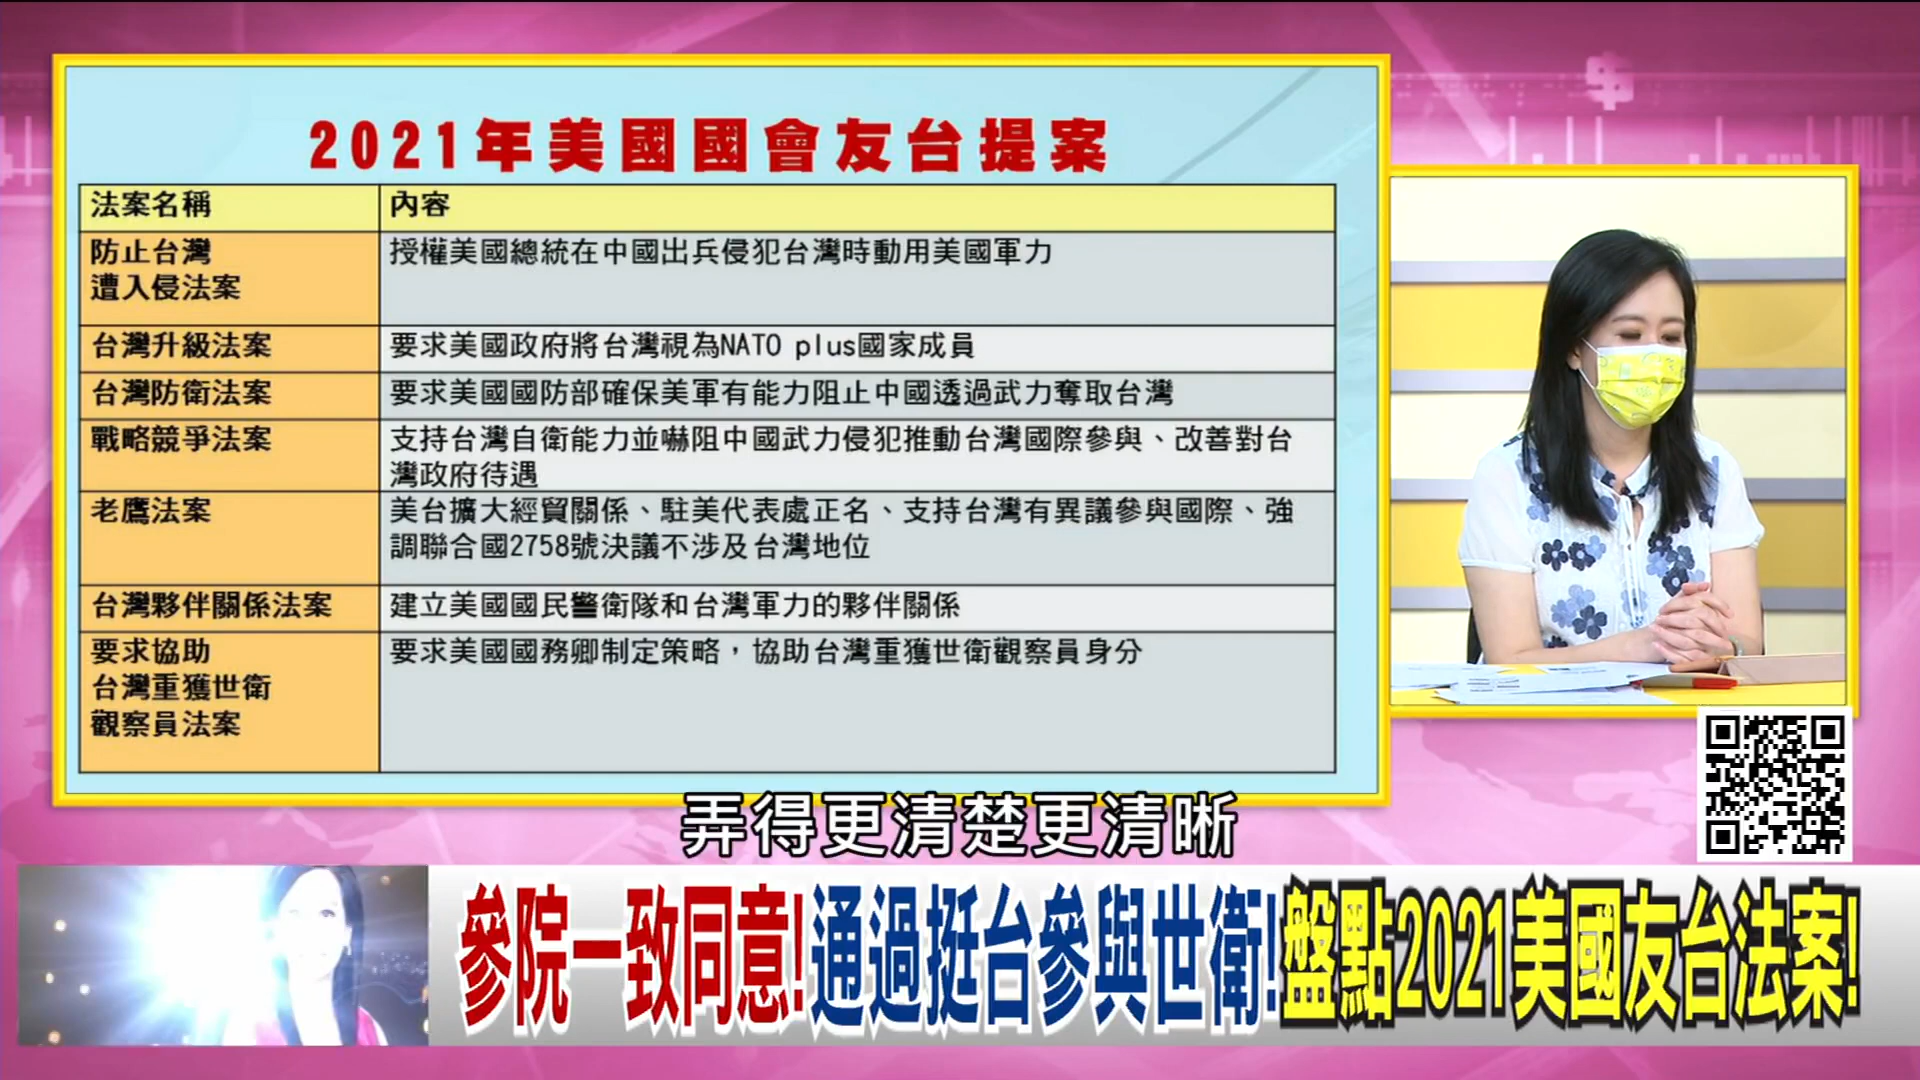 2021年美國國會友台提案
法案名稱
內容
防止台灣
遭入侵法案
授權美國總統在中國出兵侵犯台灣時動用美國軍力
台灣升級法案
要求美國政府將台灣視為NATO plus國家成員
台灣防衛法案
要求美國國防部確保美軍有能力阻止中國透過武力奪取台灣
戰略競爭法案
支持台灣自衛能力並嚇阻中國武力侵犯推動台灣國際參與、改善對台
灣政府待遇
老鷹法案
美台擴大經貿關係、駐美代表處正名、支持台灣有異議參與國際、強
調聯合國2758號決議不涉及台灣地位
台灣夥伴關係法案
建立美國國民警衛隊和台灣軍力的夥伴關係
要求協助
台灣重獲世衛
觀察員法案
要求美國國務卿制定策略，協助台灣重獲世衛觀察員身分
弄得更清楚更清晰
參院一致同意!通過挺台參與世衛!盤點2021美國友台法案!